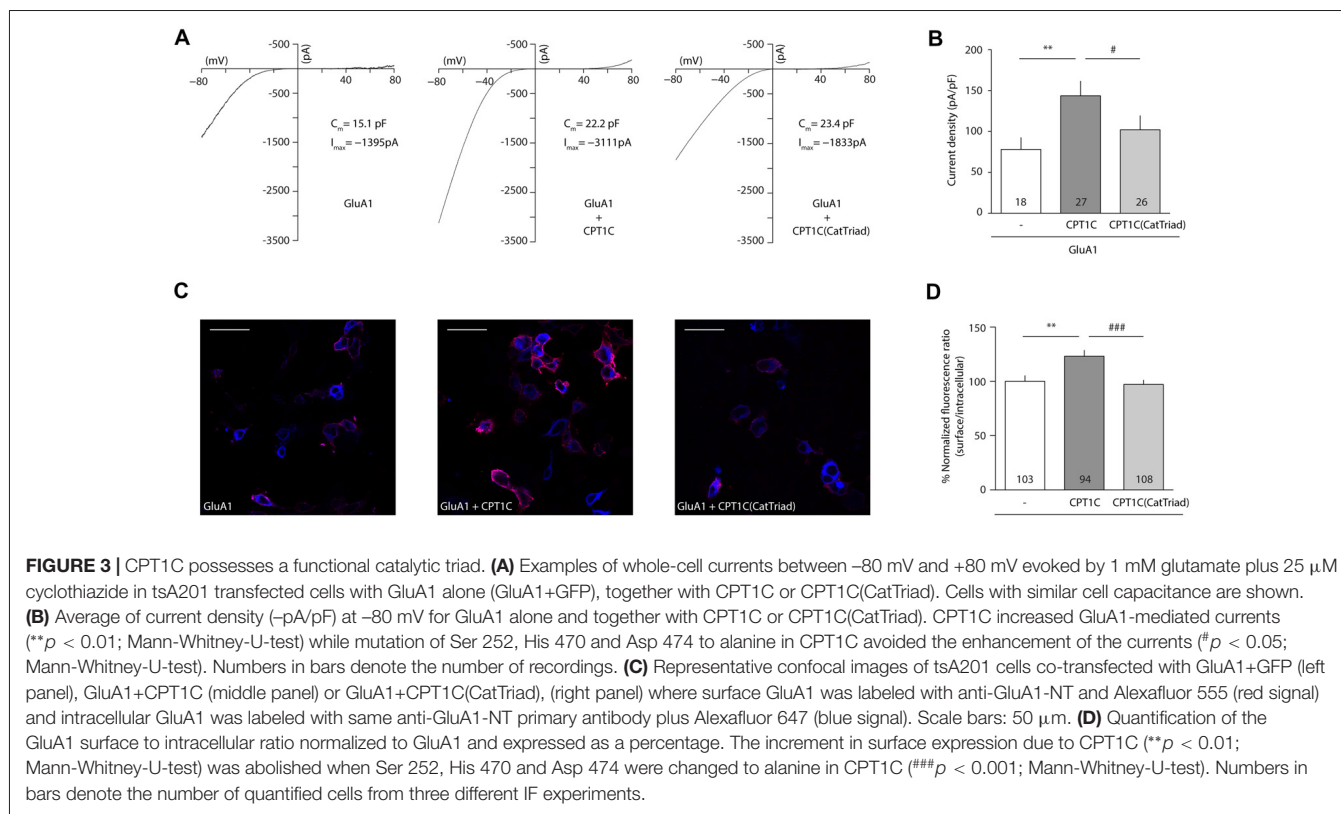 A
-500
(pA)
(mV)
−80
−40
40
80
-500
-1500
-2500
-3500
Cm= 15.1 pF
Imax= −1395pA
GluA1
-500
(pA)
(mV)
−80
−40
40
80
-500
-1500
-2500
-3500
Cm= 22.2 pF
Imax= −3111pA
GluA1
+
CPT1C
-500
(pA)
(mV)
−80
−40
40
80
-500
-1500
-2500
-3500
Cm= 23.4 pF
Imax= −1833pA
GluA1
+
CPT1C(CatTriad)
B
Current density (pA/pF)
200
150
100
50
0
**
#
18
27
26
-
CPT1C
CPT1C(CatTriad)
GluA1
C
GluA1
GluA1 + CPT1C
GluA1 + CPT1C(CatTriad)
D
% Normalized fluorescence ratio
(surface/intracellular)
150
100
50
0
**
###
103
94
108
-
CPT1C
CPT1C(CatTriad)
FIGURE 3 | CPT1C possesses a functional catalytic triad. (A) Examples of whole-cell currents between −80 mV and +80 mV evoked by 1 mM glutamate plus 25 μM
cyclothiazide in tsA201 transfected cells with GluA1 alone (GluA1+GFP), together with CPT1C or CPT1C(CatTriad). Cells with similar cell capacitance are shown.
(B) Average of current density (−pA/pF) at −80 mV for GluA1 alone and together with CPT1C or CPT1C(CatTriad). CPT1C increased GluA1-mediated currents
(**p < 0.01; Mann-Whitney-U-test) while mutation of Ser 252, His 470 and Asp 474 to alanine in CPT1C avoided the enhancement of the currents (#p < 0.05;
Mann-Whitney-U-test). Numbers in bars denote the number of recordings. (C) Representative confocal images of tsA201 cells co-transfected with GluA1+GFP (left
panel), GluA1+CPT1C (middle panel) or GluA1+CPT1C(CatTriad), (right panel) where surface GluA1 was labeled with anti-GluA1-NT and Alexafluor 555 (red signal)
and intracellular GluA1 was labeled with same anti-GluA1-NT primary antibody plus Alexafluor 647 (blue signal). Scale bars: 50 μm. (D) Quantification of the
GluA1 surface to intracellular ratio normalized to GluA1 and expressed as a percentage. The increment in surface expression due to CPT1C (**p < 0.01;
Mann-Whitney-U-test) was abolished when Ser 252, His 470 and Asp 474 were changed to alanine in CPT1C (###p < 0.001; Mann-Whitney-U-test). Numbers in
bars denote the number of quantified cells from three different IF experiments.